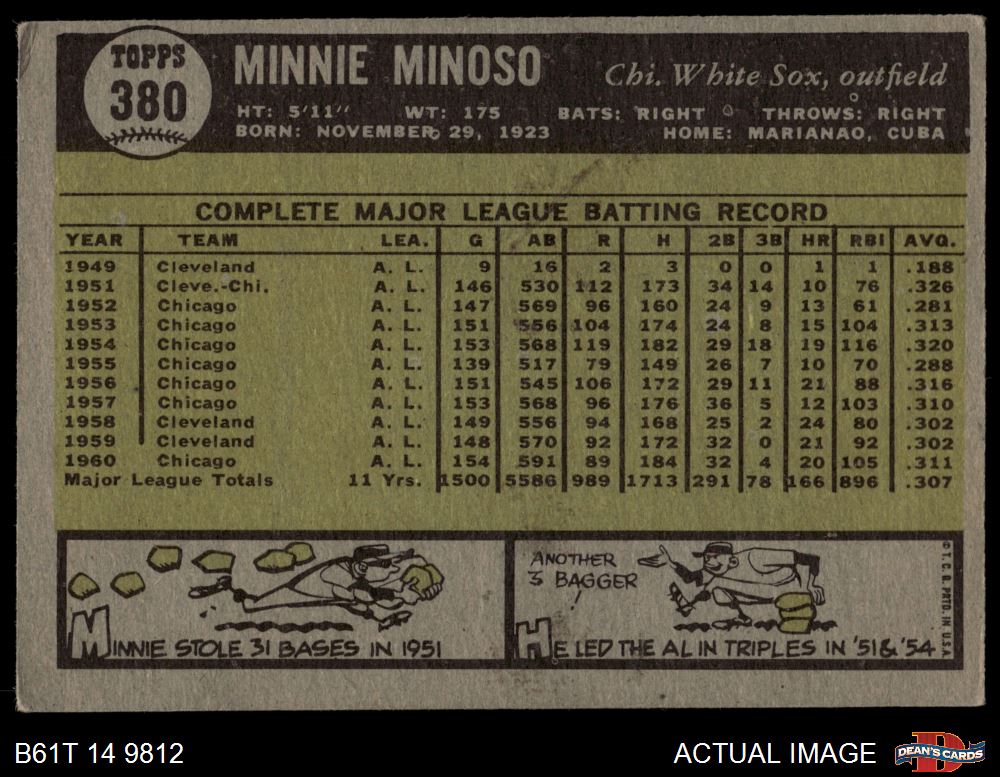 TOPPS
380
MINNIE MINOSO
Chi. White Sox, outfield
HT: 5'11" WT: 175 BATS: RIGHT THROWS: RIGHT
BORN: NOVEMBER 29, 1923 HOME: MARIANAO, CUBA
COMPLETE MAJOR LEAGUE BATTING RECORD
YEAR TEAM LEA. G AB R H 2B 3B HR RBI AVG.
1949 Cleveland A. L. 9 16 2 3 0 0 1 1 .188
1951 Cleve.-Chi. A. L. 146 530 112 173 34 14 10 76 .326
1952 Chicago A. L. 147 569 96 160 24 9 13 61 .281
1953 Chicago A. L. 151 556 104 174 24 8 15 104 .313
1954 Chicago A. L. 153 568 119 182 29 18 19 116 .320
1955 Chicago A. L. 139 517 79 149 26 7 10 70 .288
1956 Chicago A. L. 151 545 106 172 29 11 21 88 .316
1957 Chicago A. L. 153 568 96 176 36 5 12 103 .310
1958 Cleveland A. L. 149 556 94 168 25 2 24 80 .302
1959 Cleveland A. L. 148 570 92 172 32 0 21 92 .302
1960 Chicago A. L. 154 591 89 184 32 4 20 105 .311
Major League Totals 11 Yrs. 1500 5586 989 1713 291 78 166 896 .307
MINNIE STOLE 31 BASES IN 1951
ANOTHER
3 BAGGER
HE LED THE AL IN TRIPLES IN '51 & '54
© T. C. G. PRTD. IN U.S.A.
B61T 14 9812
ACTUAL IMAGE
D
DEAN'S CARDS